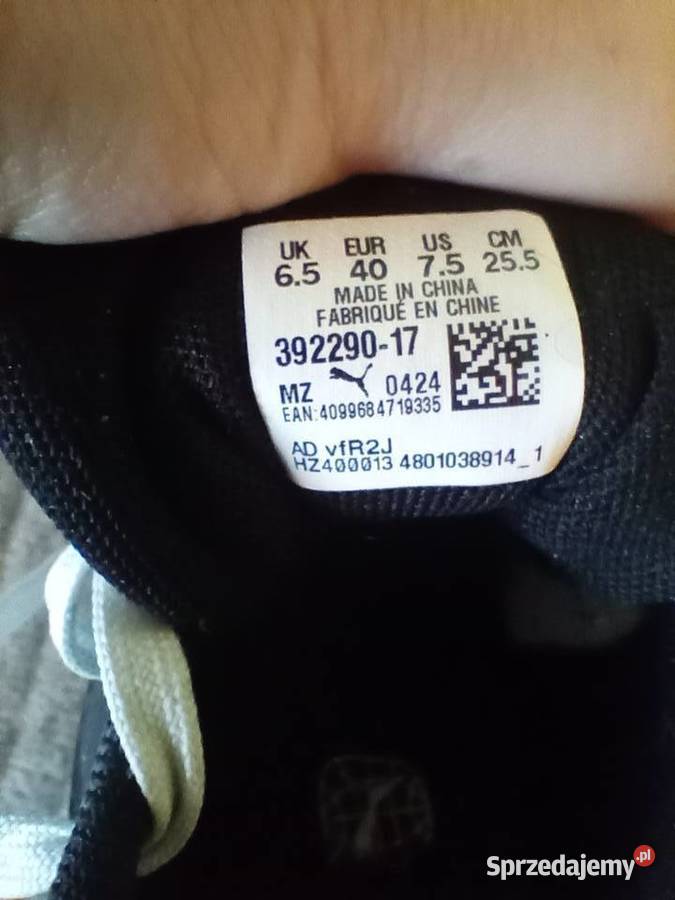 UK EUR US CM
6.5 40 7.5 25.5
MADE IN CHINA
FABRIQUÉ EN CHINE
392290-17
MZ 0424
EAN:4099684719335
AD vfR2J
HZ400013 4801038914_1
Sprzedajemy.pl